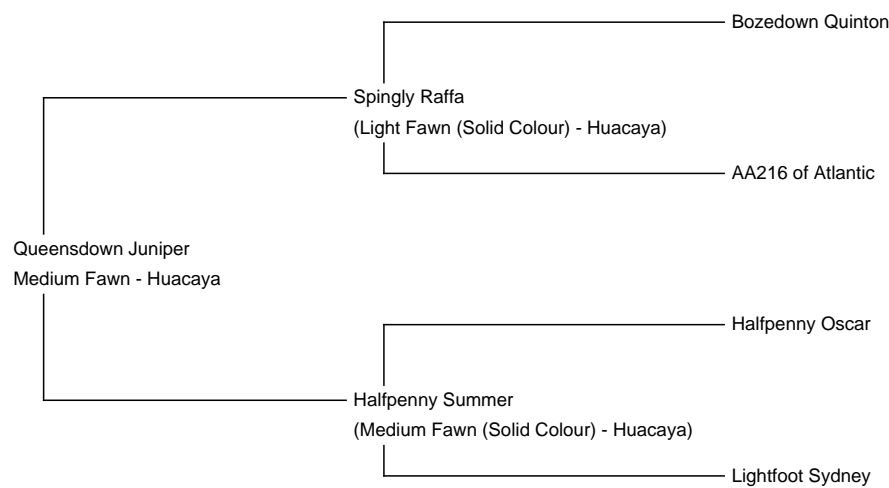 Bozedown Quinton
Spingly Raffa
(Light Fawn (Solid Colour) - Huacaya)
AA216 of Atlantic
Queensdown Juniper
Medium Fawn - Huacaya
Halfpenny Oscar
Halfpenny Summer
(Medium Fawn (Solid Colour) - Huacaya)
Lightfoot Sydney